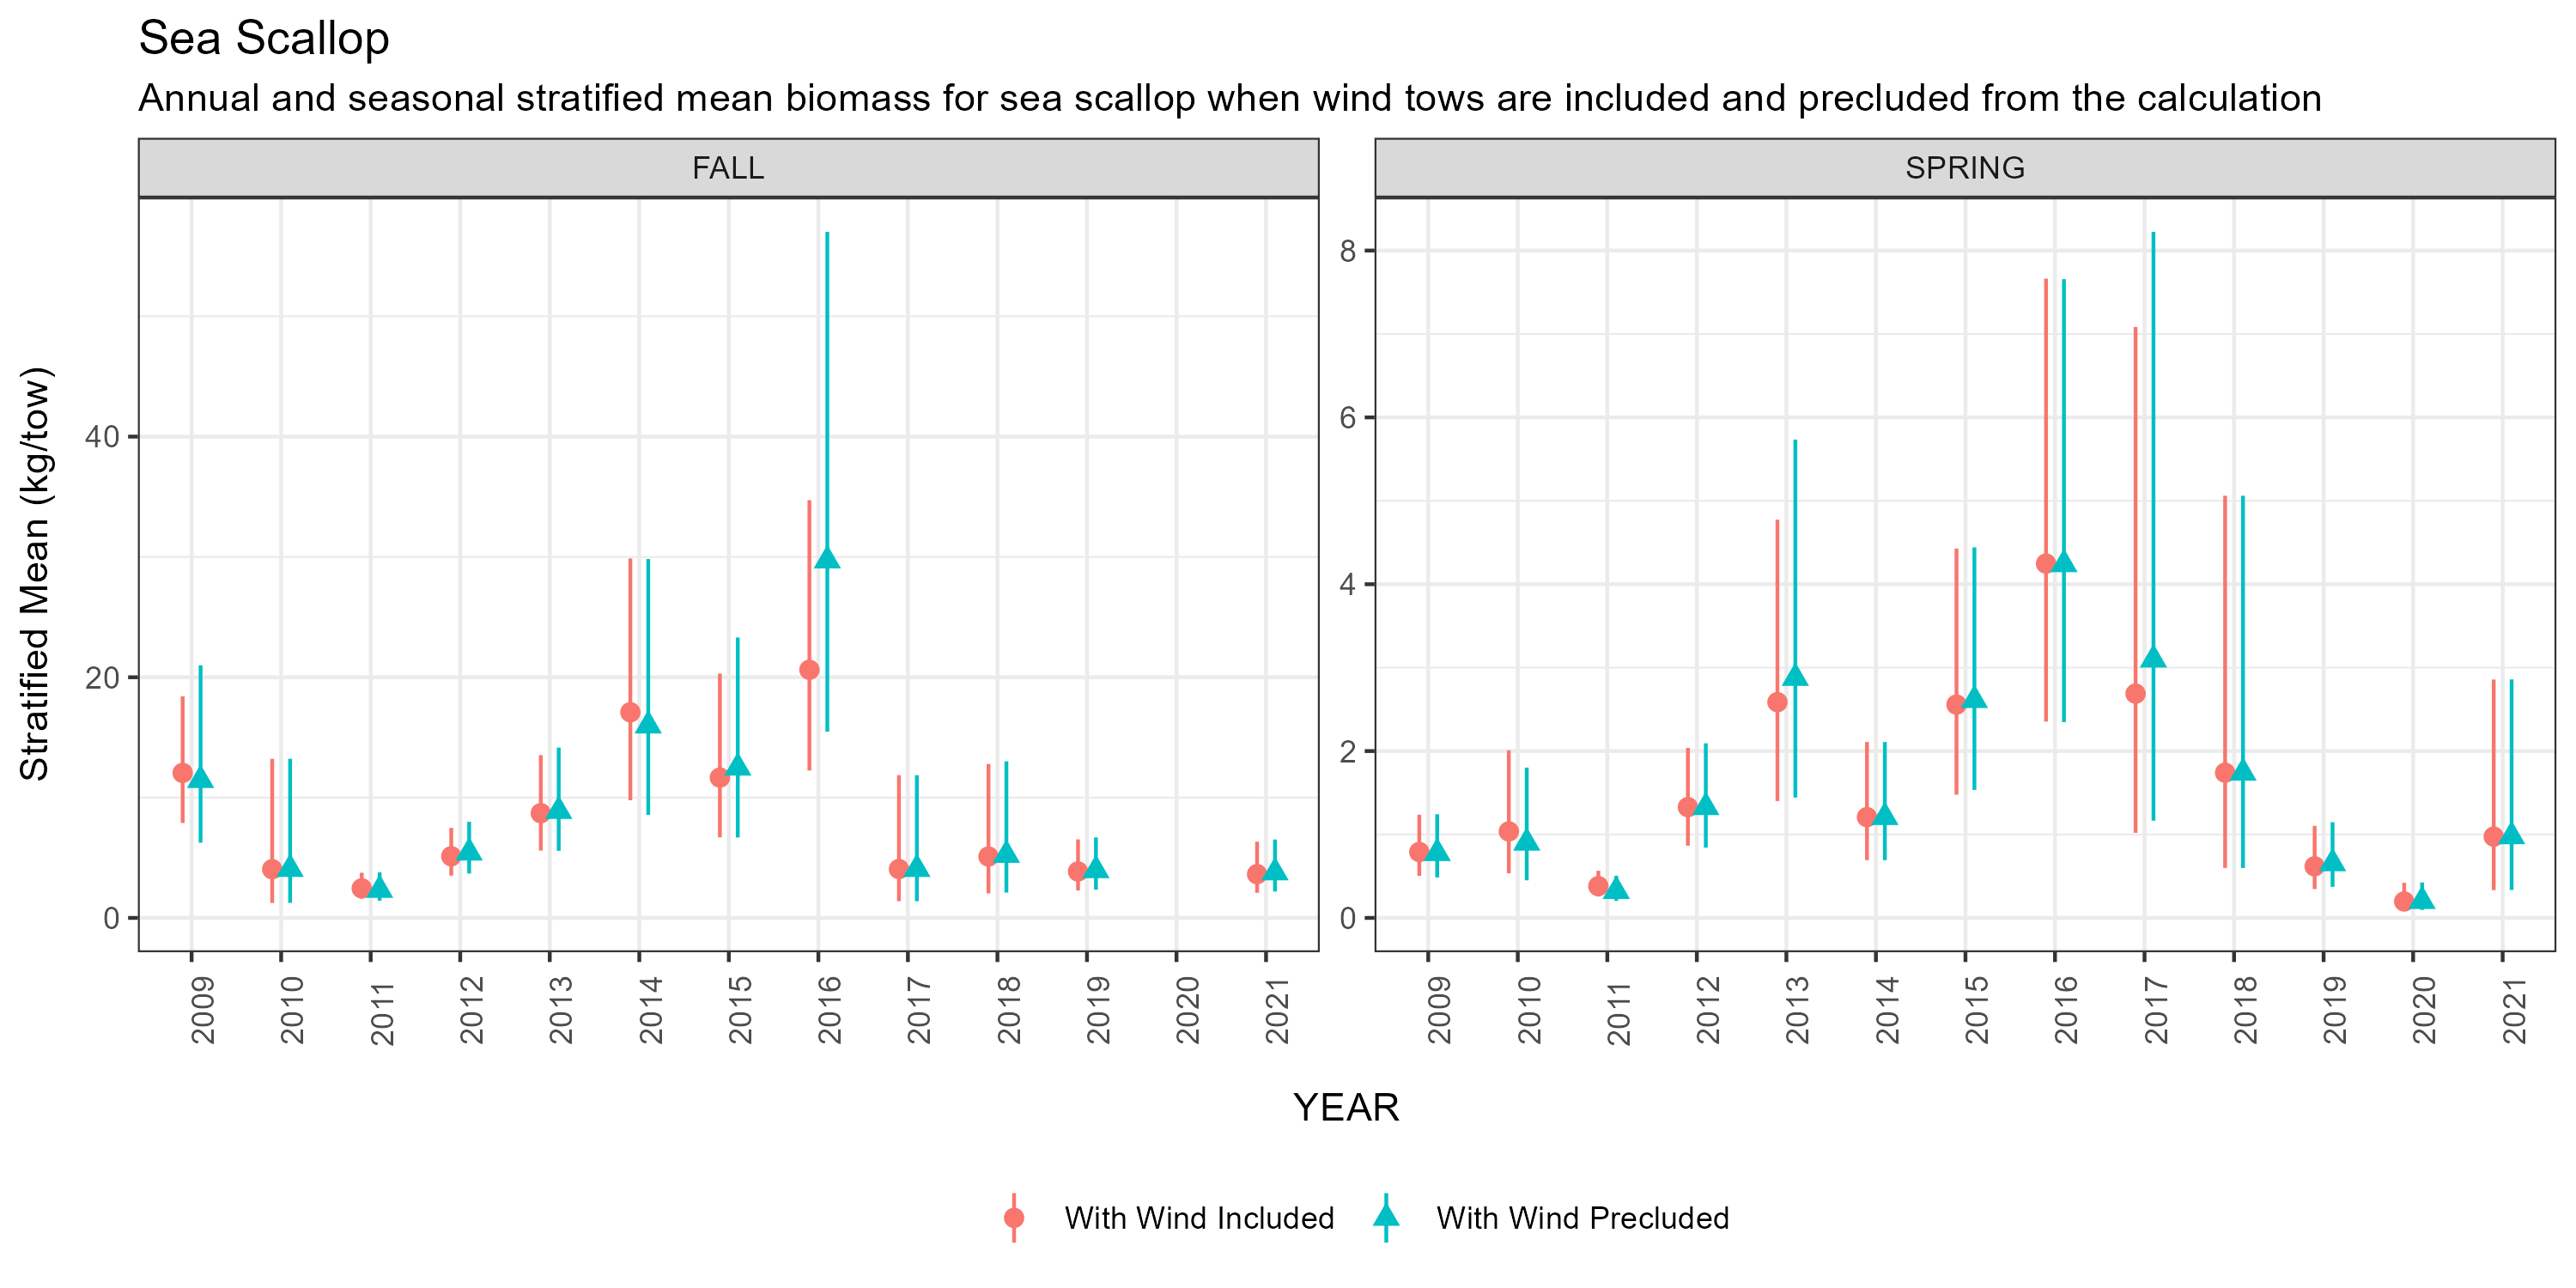 Sea Scallop
Annual and seasonal stratified mean biomass for sea scallop when wind tows are included and precluded from the calculation
FALL
SPRING
Stratified Mean (kg/tow)
40
20
0
8
6
4
2
0
2009 2010 2011 2012 2013 2014 2015 2016 2017 2018 2019 2020 2021
2009 2010 2011 2012 2013 2014 2015 2016 2017 2018 2019 2020 2021
YEAR
With Wind Included
With Wind Precluded